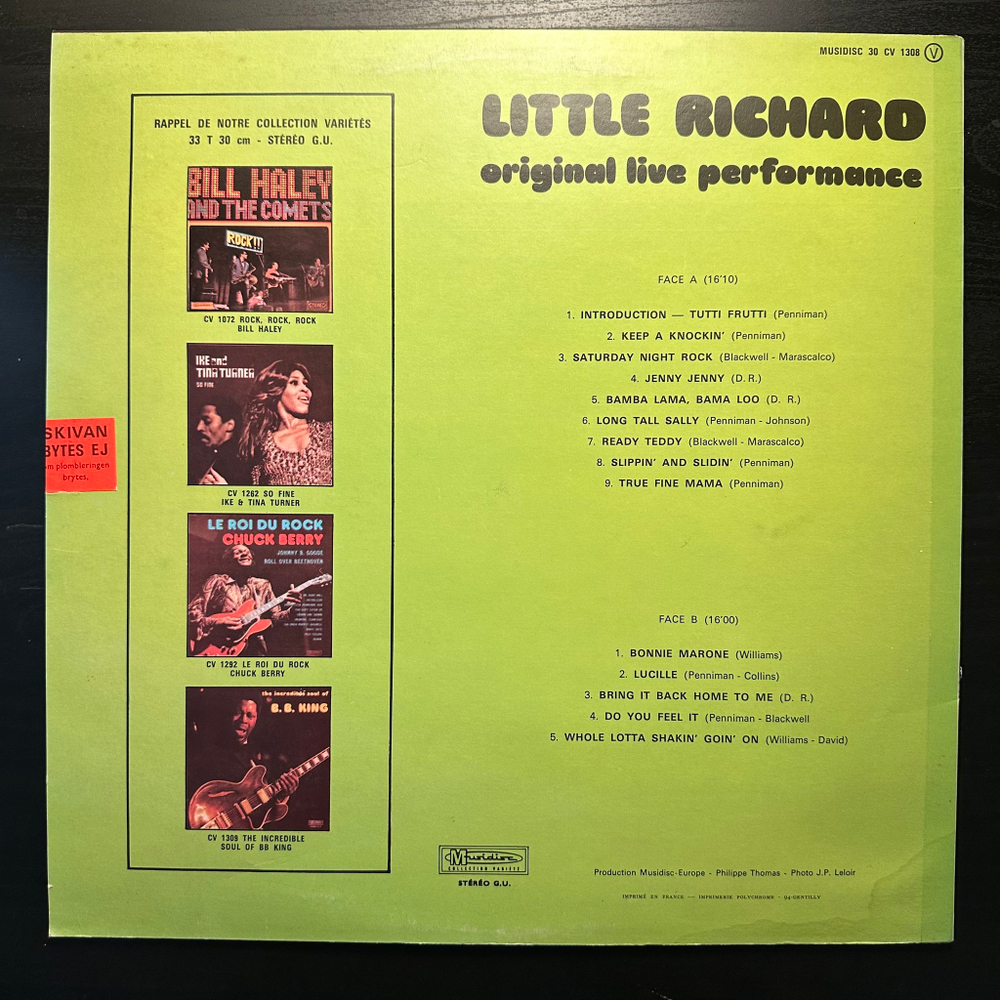 MUSIDISC 30 CV 1308 V
LITTLE RICHARD
original live performance
RAPPEL DE NOTRE COLLECTION VARIÉTÉS
33 T 30 cm - STÉRÉO G.U.
BILL HALEY
AND THE COMETS
ROCK!!
CV 1072 ROCK, ROCK, ROCK
BILL HALEY
IKE and
TINA TURNER
SO FINE
CV 1262 SO FINE
IKE & TINA TURNER
LE ROI DU ROCK
CHUCK BERRY
JOHNNY B. GOODE
ROLL OVER BEETHOVEN
CV 1292 LE ROI DU ROCK
CHUCK BERRY
the incredible soul of
B.B. KING
CV 1309 THE INCREDIBLE
SOUL OF BB KING
SKIVAN
BYTES EJ
om plomberingen
brytes.
FACE A (16'10)
1. INTRODUCTION — TUTTI FRUTTI (Penniman)
2. KEEP A KNOCKIN' (Penniman)
3. SATURDAY NIGHT ROCK (Blackwell - Marascalco)
4. JENNY JENNY (D. R.)
5. BAMBA LAMA, BAMA LOO (D. R.)
6. LONG TALL SALLY (Penniman - Johnson)
7. READY TEDDY (Blackwell - Marascalco)
8. SLIPPIN' AND SLIDIN' (Penniman)
9. TRUE FINE MAMA (Penniman)
FACE B (16'00)
1. BONNIE MARONE (Williams)
2. LUCILLE (Penniman - Collins)
3. BRING IT BACK HOME TO ME (D. R.)
4. DO YOU FEEL IT (Penniman - Blackwell
5. WHOLE LOTTA SHAKIN' GOIN' ON (Williams - David)
Musidisc
COLLECTION VARIÉTÉ
STÉRÉO G.U.
Production Musidisc-Europe - Philippe Thomas - Photo J.P. Leloir
IMPRIMÉ EN FRANCE — IMPRIMERIE POLYCHROME - 94-GENTILLY